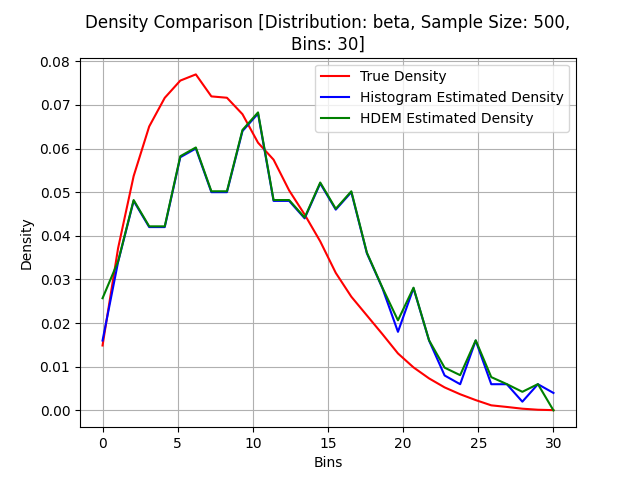 Density Comparison [Distribution: beta, Sample Size: 500,
Bins: 30]
True Density
Histogram Estimated Density
HDEM Estimated Density
Density
0.08
0.07
0.06
0.05
0.04
0.03
0.02
0.01
0.00
0 5 10 15 20 25 30
Bins